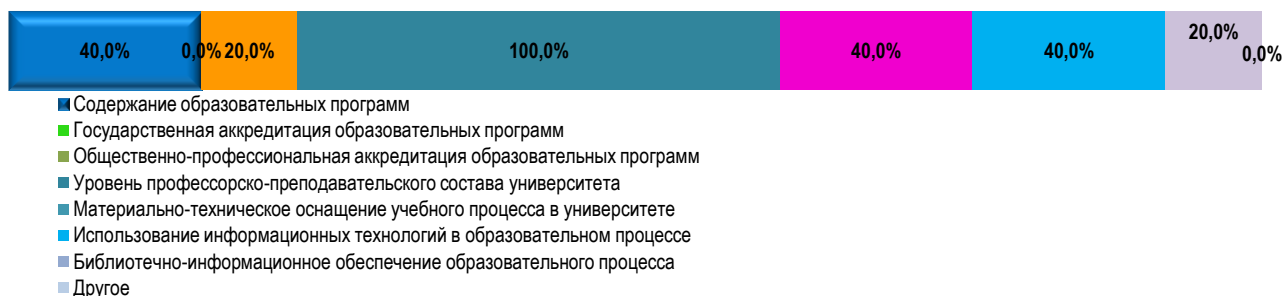 40,0% 0,0% 20,0% 100,0% 40,0% 40,0% 20,0% 0,0%
Содержание образовательных программ
Государственная аккредитация образовательных программ
Общественно-профессиональная аккредитация образовательных программ
Уровень профессорско-преподавательского состава университета
Материально-техническое оснащение учебного процесса в университете
Использование информационных технологий в образовательном процессе
Библиотечно-информационное обеспечение образовательного процесса
Другое